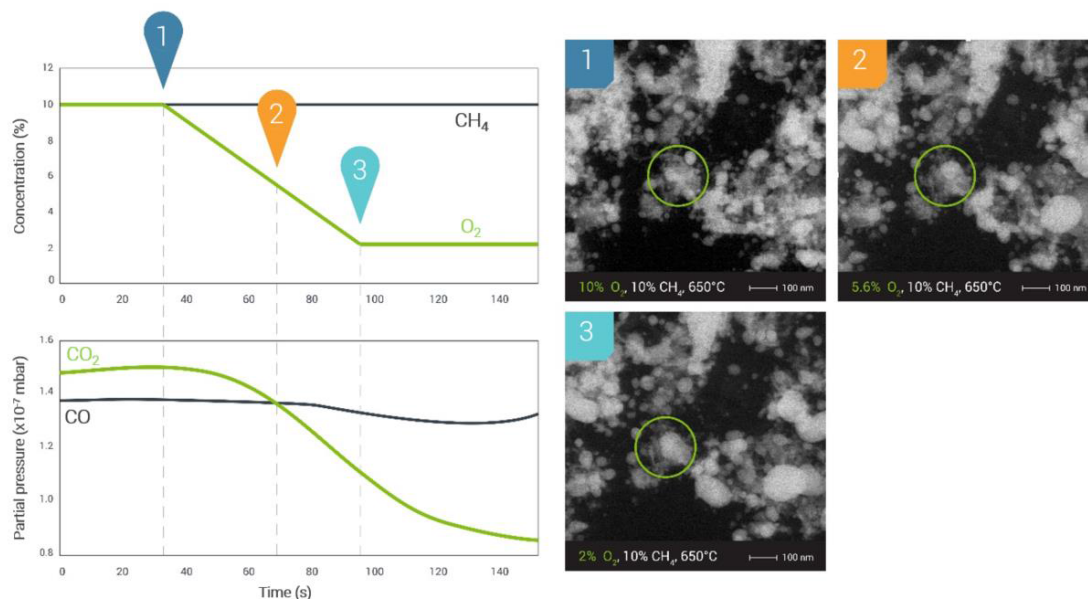 1
2
3
12
10
8
6
4
2
0
Concentration (%)
CH₄
O₂
0 20 40 60 80 100 120 140
1.6
1.4
1.2
1.0
0.8
Partial pressure (x10⁻⁷ mbar)
CO₂
CO
0 20 40 60 80 100 120 140
Time (s)
1
10% O₂, 10% CH₄, 650°C 100 nm
2
5.6% O₂, 10% CH₄, 650°C 100 nm
3
2% O₂, 10% CH₄, 650°C 100 nm